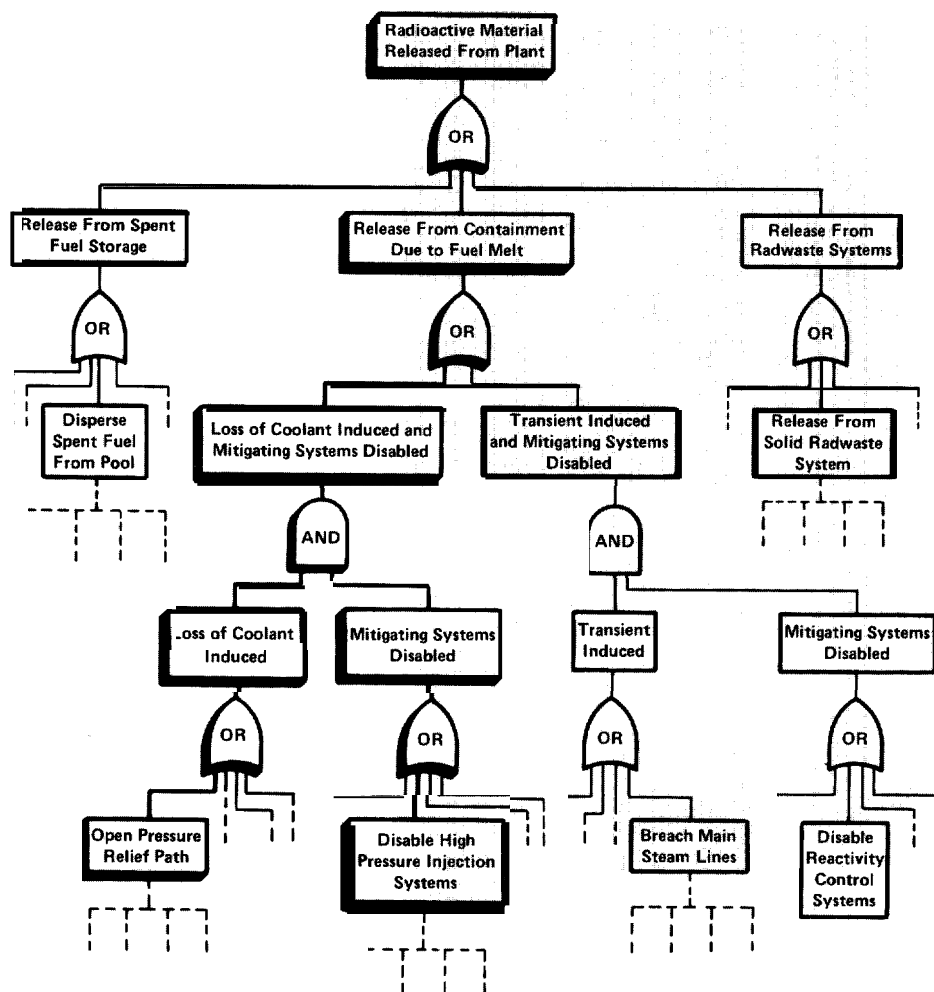 Radioactive Material
Released From Plant
OR
Release From Spent
Fuel Storage
Release From Containment
Due to Fuel Melt
Release From
Radwaste Systems
OR
OR
OR
Disperse
Spent Fuel
From Pool
Loss of Coolant Induced and
Mitigating Systems Disabled
Transient Induced
and Mitigating Systems
Disabled
Release From
Solid Radwaste
System
AND
AND
Loss of Coolant
Induced
Mitigating Systems
Disabled
Transient
Induced
Mitigating Systems
Disabled
OR
OR
OR
OR
Open Pressure
Relief Path
Disable High
Pressure Injection
Systems
Breach Main
Steam Lines
Disable
Reactivity
Control
Systems